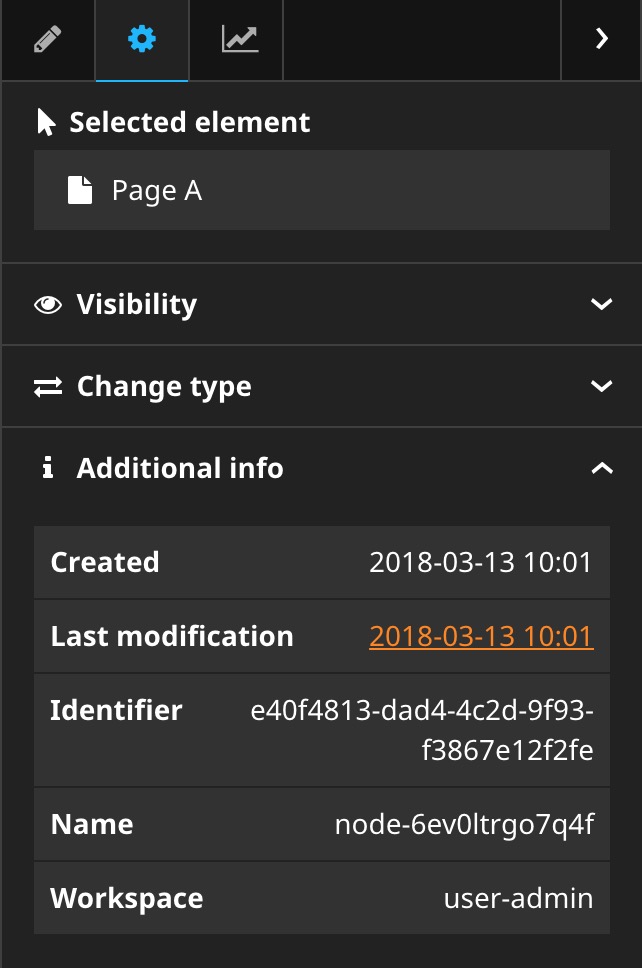 Selected element
Page A
Visibility
Change type
Additional info
Created 2018-03-13 10:01
Last modification 2018-03-13 10:01
Identifier e40f4813-dad4-4c2d-9f93-
f3867e12f2fe
Name node-6ev0ltrgo7q4f
Workspace user-admin